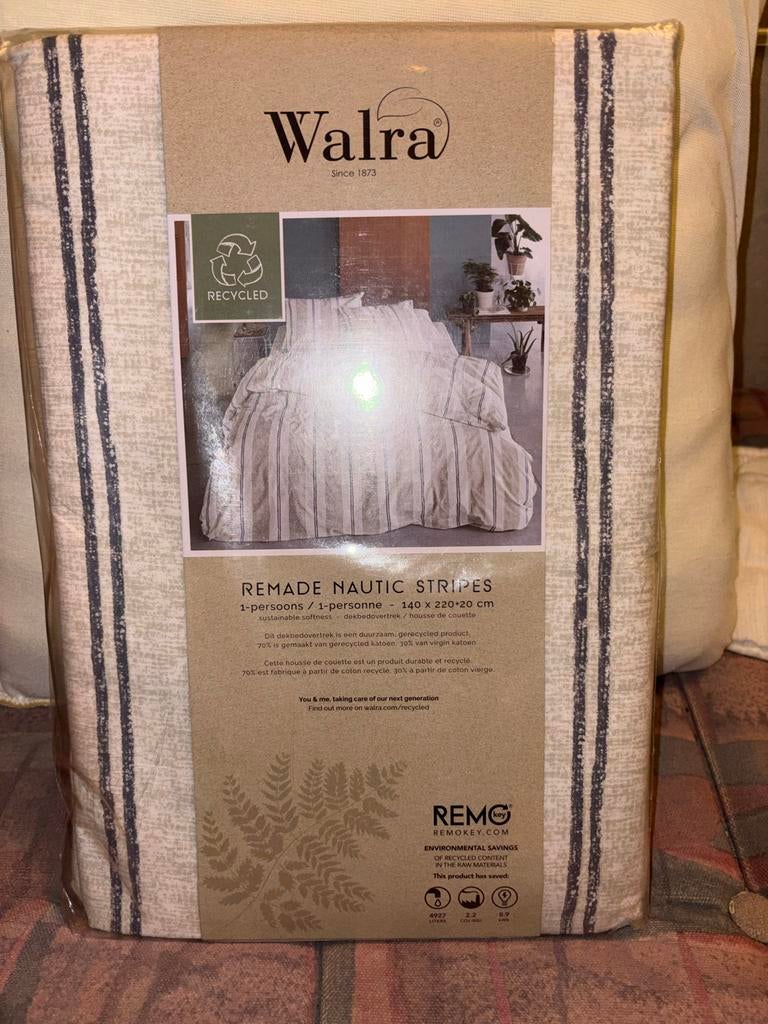 Walra®
Since 1873
RECYCLED
REMADE NAUTIC STRIPES
1-persoons / 1-personne - 140 x 220+20 cm
sustainable softness - dekbedovertrek / housse de couette
Dit dekbedovertrek is een duurzaam, gerecycled product.
70% is gemaakt van gerecycled katoen, 30% van virgin katoen.
Cette housse de couette est un produit durable et recyclé.
70% est fabriqué à partir de coton recyclé, 30% à partir de coton vierge.
You & me, taking care of our next generation
Find out more on walra.com/recycled
REMO key®
REMOKEY.COM
ENVIRONMENTAL SAVINGS
OF RECYCLED CONTENT
IN THE RAW MATERIALS
This product has saved:
4927 2.2 8.9
LITERS CO2 (KG) kWh